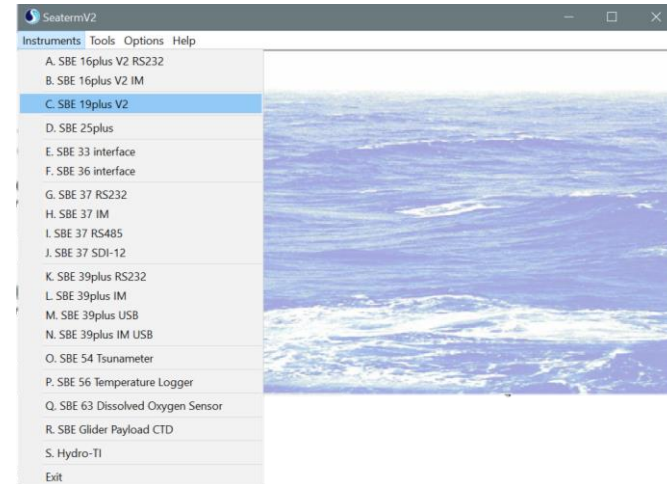 SeatermV2
Instruments Tools Options Help
A. SBE 16plus V2 RS232
B. SBE 16plus V2 IM
C. SBE 19plus V2
D. SBE 25plus
E. SBE 33 interface
F. SBE 36 interface
G. SBE 37 RS232
H. SBE 37 IM
I. SBE 37 RS485
J. SBE 37 SDI-12
K. SBE 39plus RS232
L. SBE 39plus IM
M. SBE 39plus USB
N. SBE 39plus IM USB
O. SBE 54 Tsunameter
P. SBE 56 Temperature Logger
Q. SBE 63 Dissolved Oxygen Sensor
R. SBE Glider Payload CTD
S. Hydro-TI
Exit